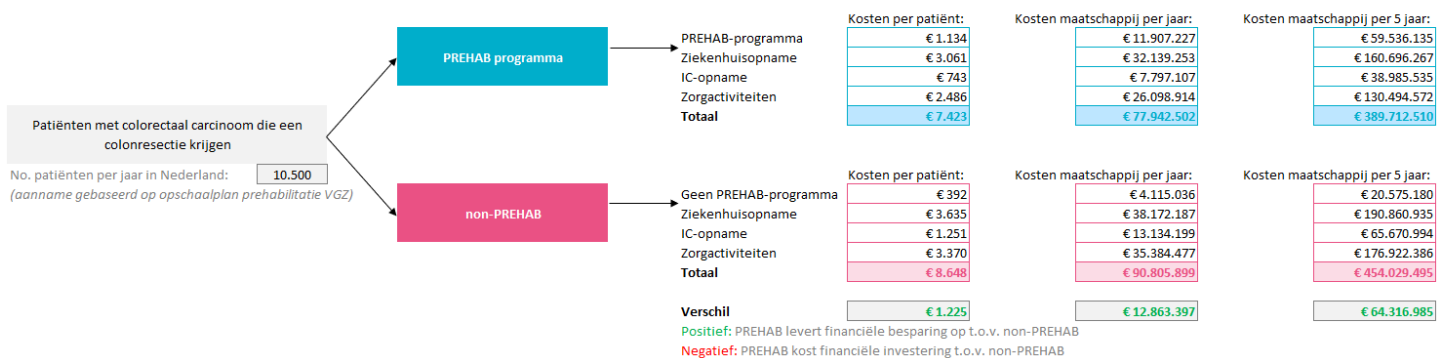 Kosten per patiënt: Kosten maatschappij per jaar: Kosten maatschappij per 5 jaar:
PREHAB-programma € 1.134 € 11.907.227 € 59.536.135
PREHAB programma
Ziekenhuisopname € 3.061 € 32.139.253 € 160.696.267
IC-opname € 743 € 7.797.107 € 38.985.535
Zorgactiviteiten € 2.486 € 26.098.914 € 130.494.572
Totaal € 7.423 € 77.942.502 € 389.712.510
Patiënten met colorectaal carcinoom die een
colonresectie krijgen
No. patiënten per jaar in Nederland: 10.500
(aanname gebaseerd op opschaalplan prehabilitatie VGZ)
Kosten per patiënt: Kosten maatschappij per jaar: Kosten maatschappij per 5 jaar:
Geen PREHAB-programma € 392 € 4.115.036 € 20.575.180
non-PREHAB
Ziekenhuisopname € 3.635 € 38.172.187 € 190.860.935
IC-opname € 1.251 € 13.134.199 € 65.670.994
Zorgactiviteiten € 3.370 € 35.384.477 € 176.922.386
Totaal € 8.648 € 90.805.899 € 454.029.495
Verschil € 1.225 € 12.863.397 € 64.316.985
Positief: PREHAB levert financiële besparing op t.o.v. non-PREHAB
Negatief: PREHAB kost financiële investering t.o.v. non-PREHAB